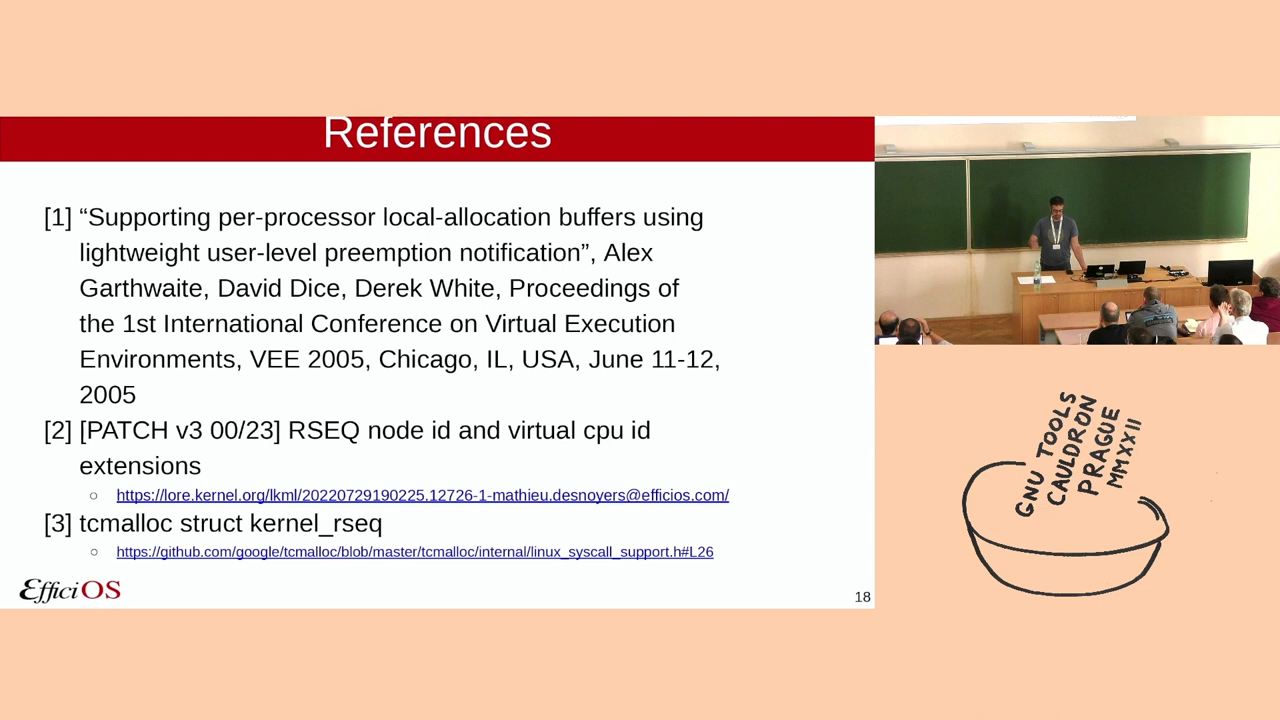 References
[1] “Supporting per-processor local-allocation buffers using
lightweight user-level preemption notification”, Alex
Garthwaite, David Dice, Derek White, Proceedings of
the 1st International Conference on Virtual Execution
Environments, VEE 2005, Chicago, IL, USA, June 11-12,
2005
[2] [PATCH v3 00/23] RSEQ node id and virtual cpu id
extensions
○ https://lore.kernel.org/lkml/20220729190225.12726-1-mathieu.desnoyers@efficios.com/
[3] tcmalloc struct kernel_rseq
○ https://github.com/google/tcmalloc/blob/master/tcmalloc/internal/linux_syscall_support.h#L26
EfficiOS
18
GNU TOOLS
CAULDRON
PRAGUE
MMXXII